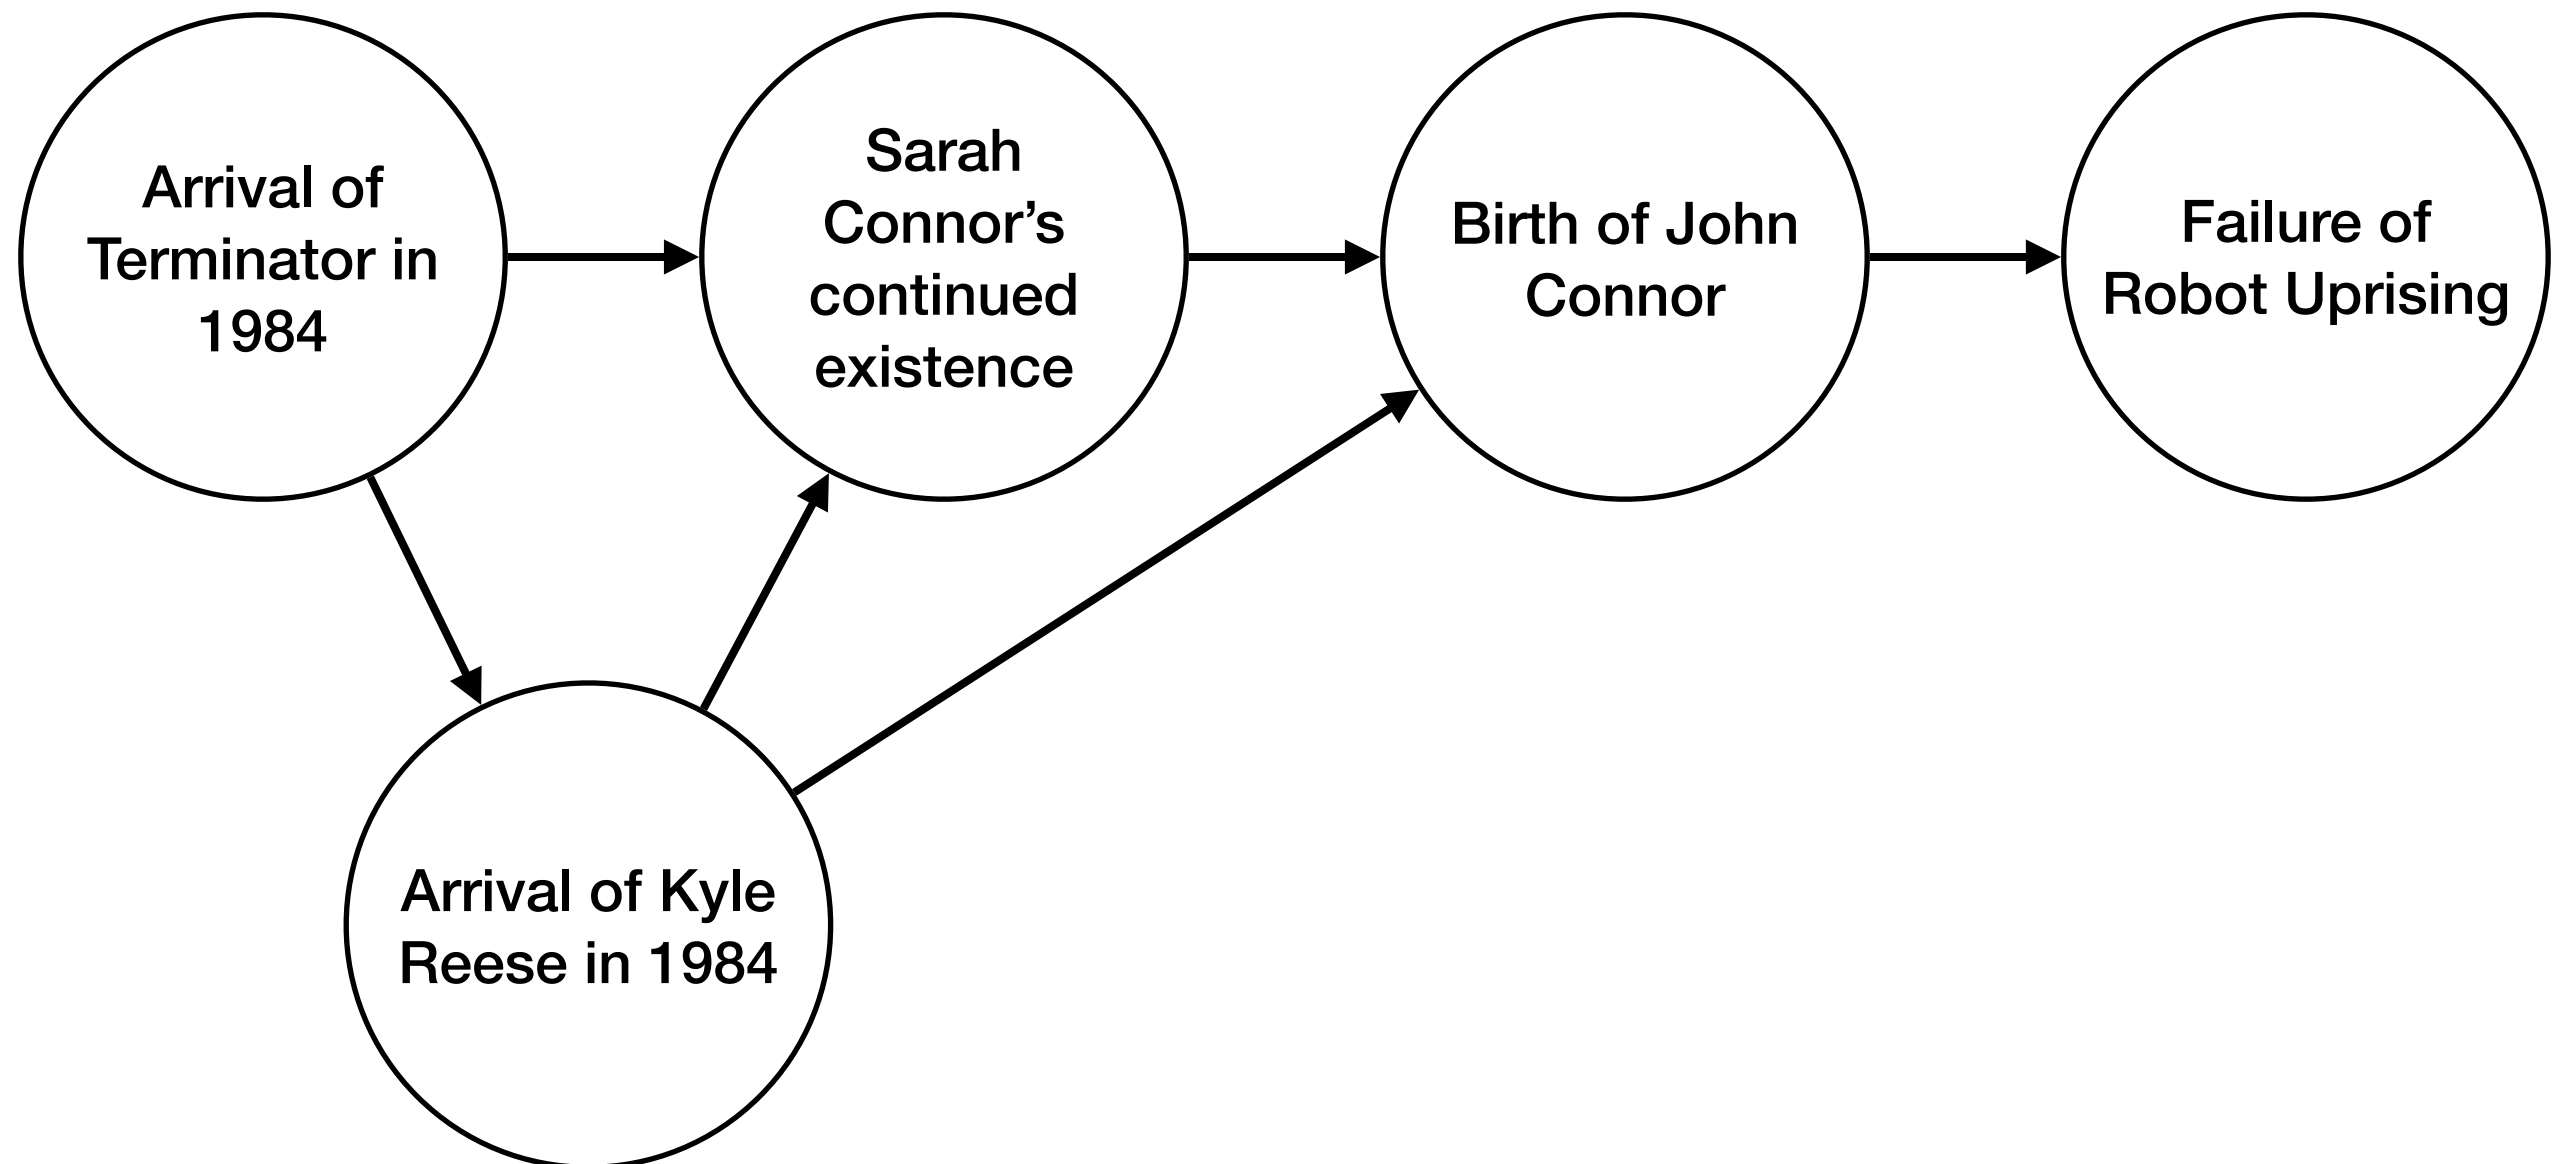 Arrival of
Terminator in
1984
Sarah
Connor’s
continued
existence
Birth of John
Connor
Failure of
Robot Uprising
Arrival of Kyle
Reese in 1984